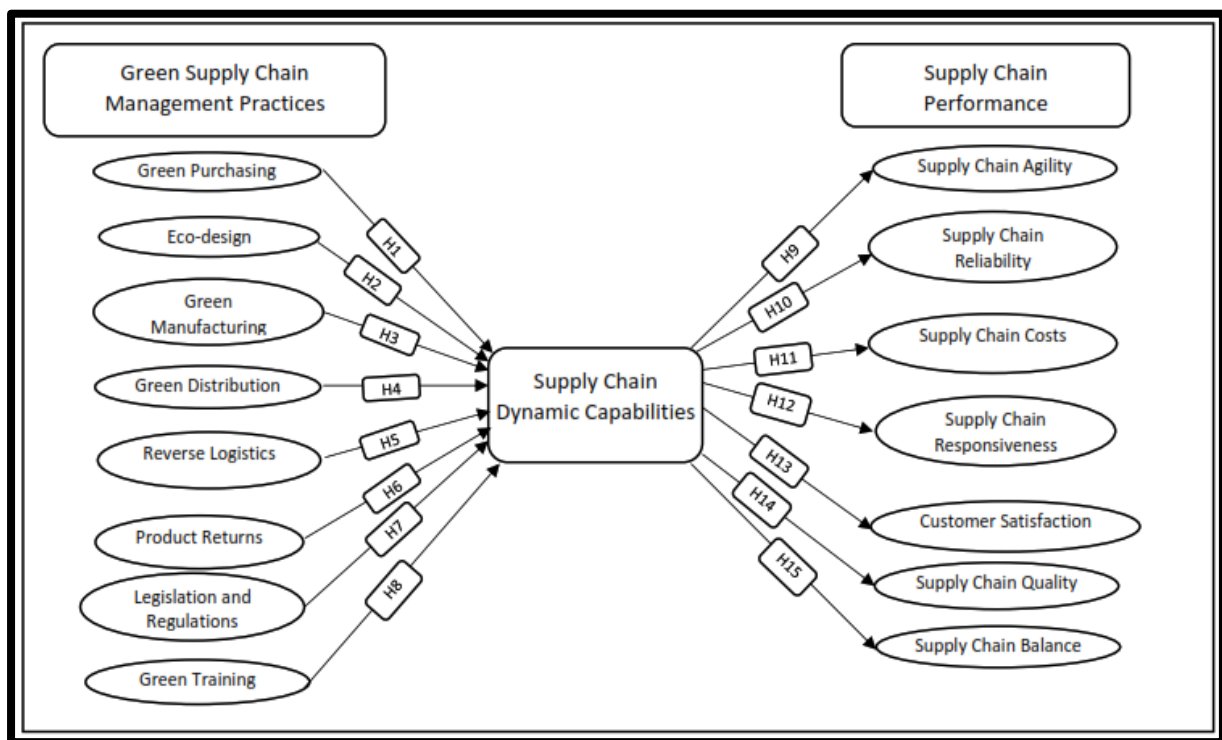 Green Supply Chain
Management Practices
Supply Chain
Performance
Green Purchasing
Eco-design
Green
Manufacturing
Green Distribution
Reverse Logistics
Product Returns
Legislation and
Regulations
Green Training
H1
H2
H3
H4
H5
H6
H7
H8
Supply Chain
Dynamic Capabilities
H9
H10
H11
H12
H13
H14
H15
Supply Chain Agility
Supply Chain
Reliability
Supply Chain Costs
Supply Chain
Responsiveness
Customer Satisfaction
Supply Chain Quality
Supply Chain Balance